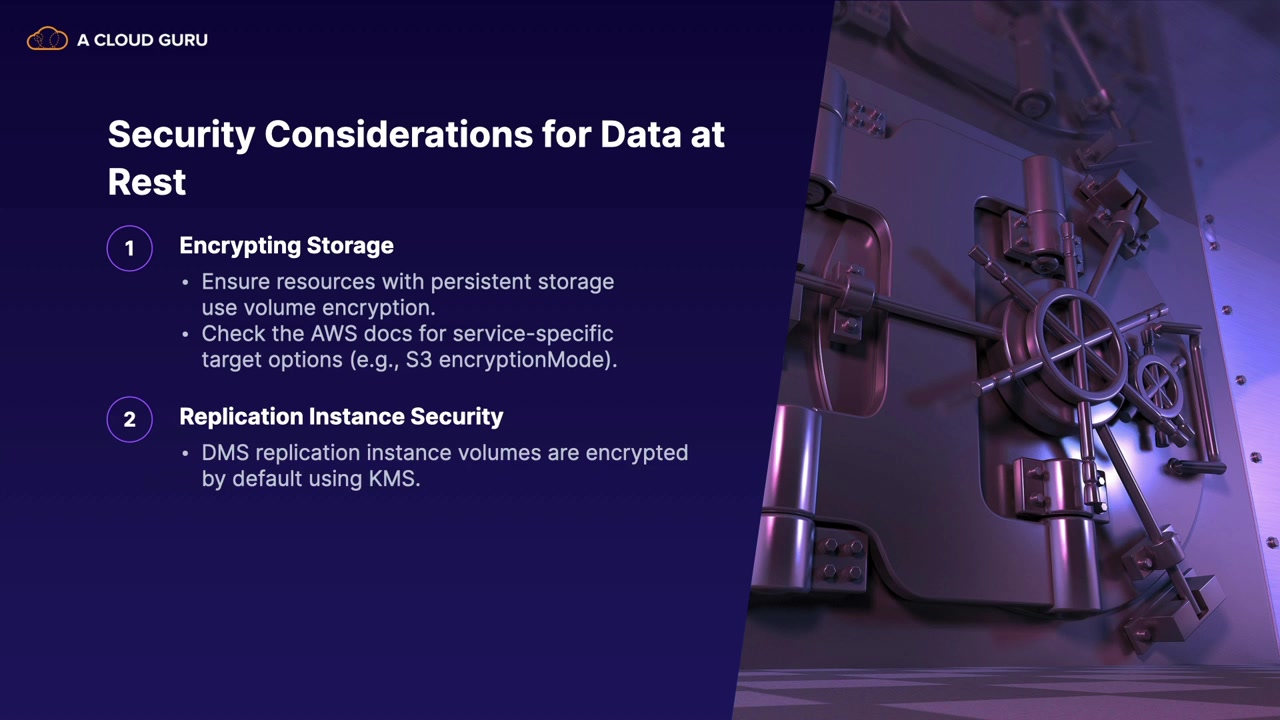 A CLOUD GURU
Security Considerations for Data at
Rest
1
Encrypting Storage
• Ensure resources with persistent storage
use volume encryption.
• Check the AWS docs for service-specific
target options (e.g., S3 encryptionMode).
2
Replication Instance Security
• DMS replication instance volumes are encrypted
by default using KMS.